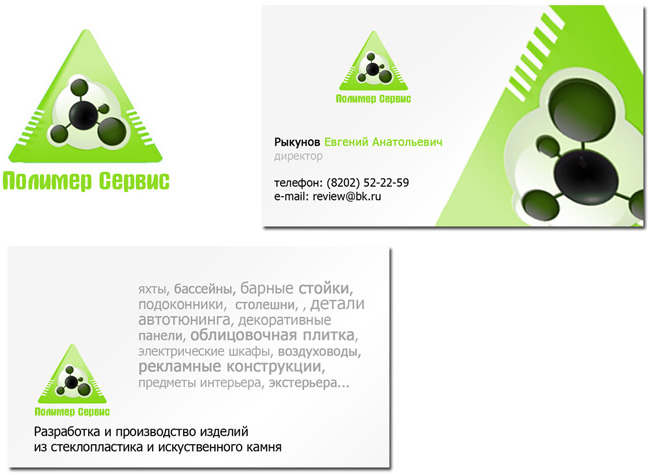 Полимер Сервис
Полимер Сервис
Рыкунов Евгений Анатольевич
директор
телефон: (8202) 52-22-59
e-mail: review@bk.ru
яхты, бассейны, барные стойки,
подоконники, столешни, , детали
автотюнинга, декоративные
панели, облицовочная плитка,
электрические шкафы, воздуховоды,
рекламные конструкции,
предметы интерьера, экстерьера...
Полимер Сервис
Разработка и производство изделий
из стеклопластика и искуственого камня